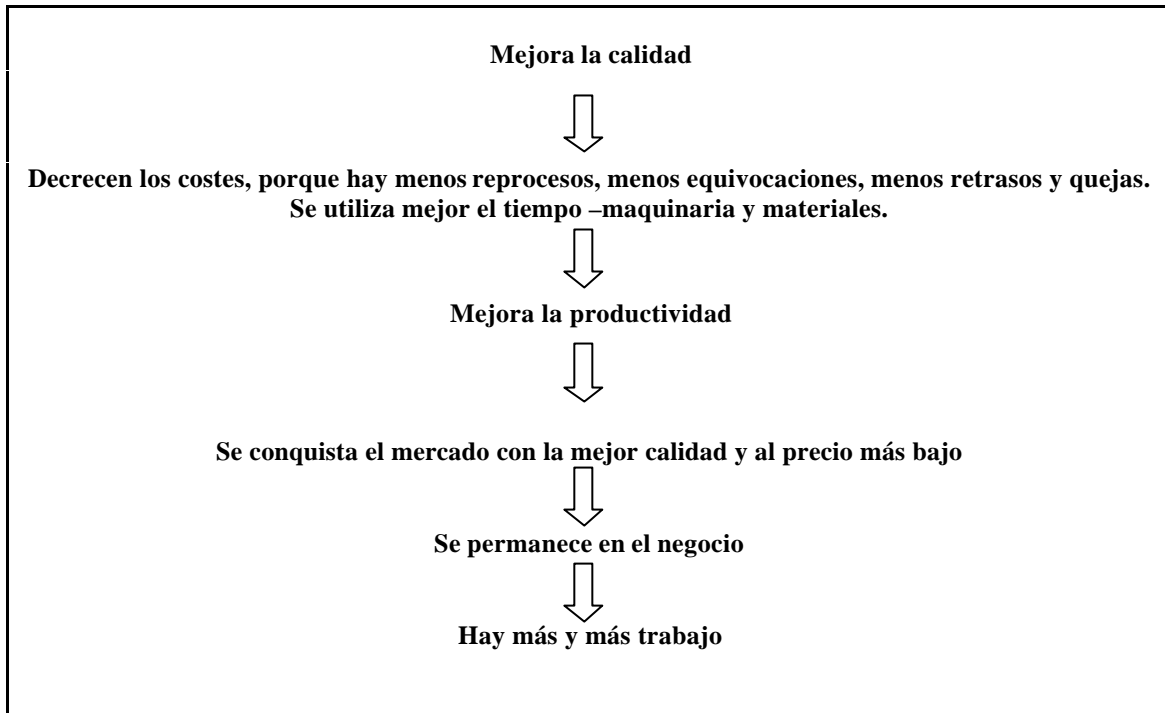 Mejora la calidad
Decrecen los costes, porque hay menos reprocesos, menos equivocaciones, menos retrasos y quejas.
Se utiliza mejor el tiempo –maquinaria y materiales.
Mejora la productividad
Se conquista el mercado con la mejor calidad y al precio más bajo
Se permanece en el negocio
Hay más y más trabajo